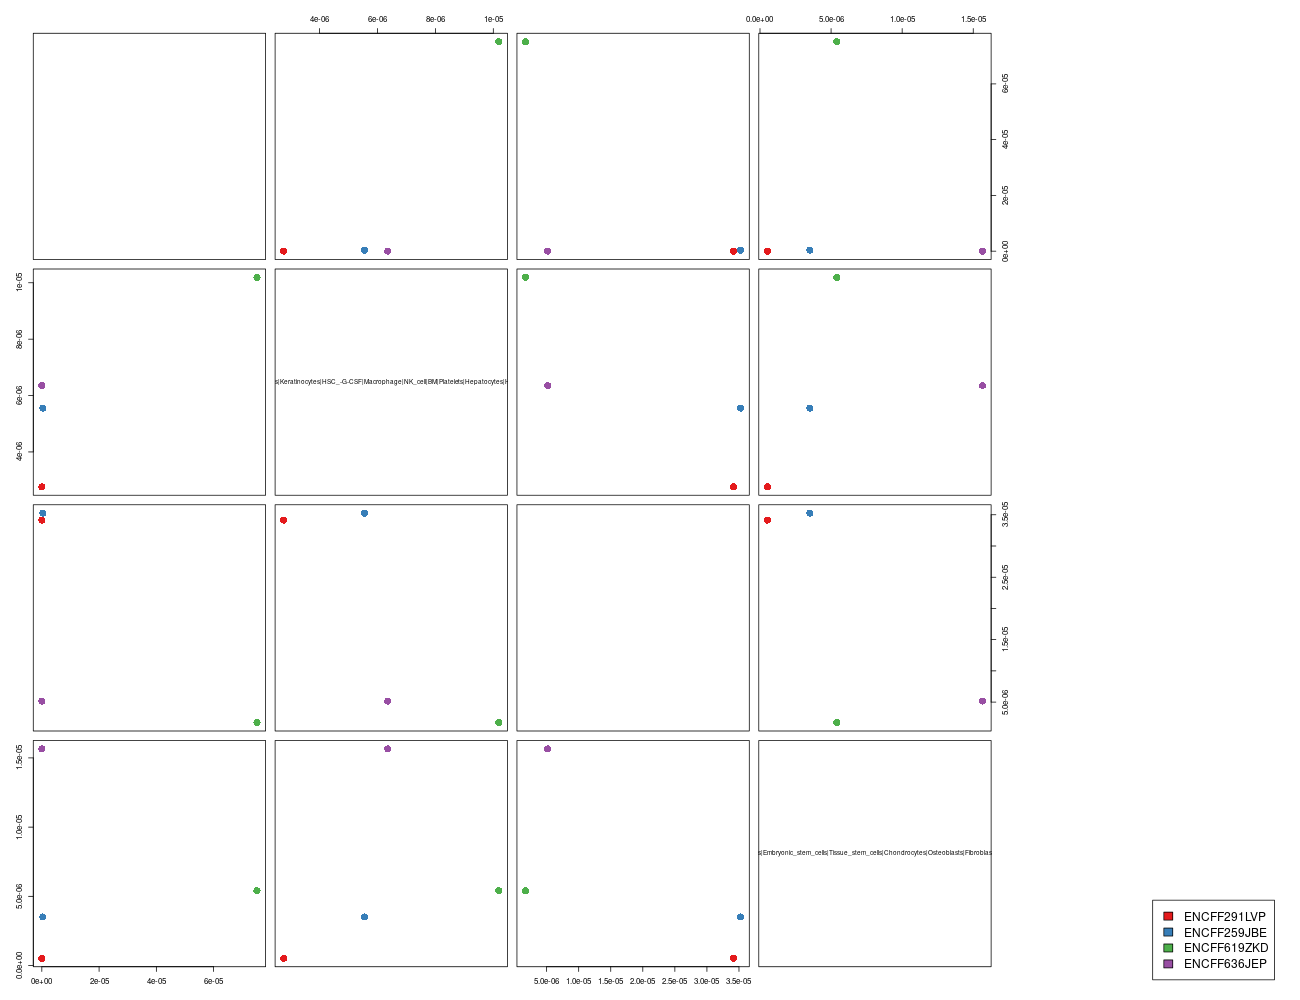 4e-06 6e-06 8e-06 1e-05
0.0e+00 5.0e-06 1.0e-05 1.5e-05
0e+00 2e-05 4e-05 6e-05
4e-06 6e-06 8e-06 1e-05
s|Keratinocytes|HSC_-G-CSF|Macrophage|NK_cell|BM|Platelets|Hepatocytes|H
5.0e-06 1.5e-05 2.5e-05 3.5e-05
0.0e+00 5.0e-06 1.0e-05 1.5e-05
s|Embryonic_stem_cells|Tissue_stem_cells|Chondrocytes|Osteoblasts|Fibroblas
0e+00 2e-05 4e-05 6e-05
5.0e-06 1.0e-05 1.5e-05 2.0e-05 2.5e-05 3.0e-05 3.5e-05
ENCFF291LVP
ENCFF259JBE
ENCFF619ZKD
ENCFF636JEP